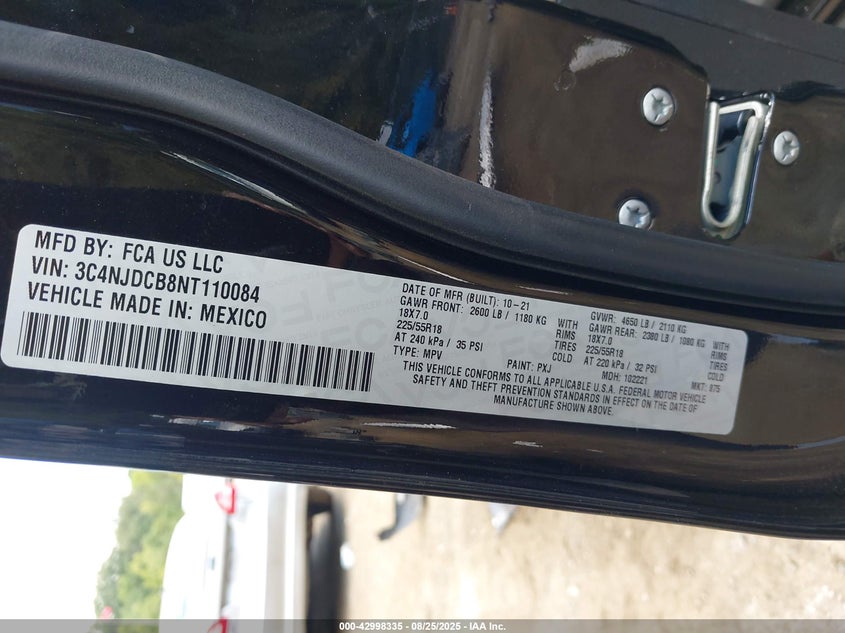 MFD BY: FCA US LLC
VIN: 3C4NJDCB8NT110084
VEHICLE MADE IN: MEXICO
DATE OF MFR (BUILT): 10-21
GAWR FRONT: 2600 LB / 1180 KG WITH
18X7.0 RIMS
225/55R18 TIRES
AT 240 kPa / 35 PSI COLD
TYPE: MPV
PAINT: PXJ
GVWR: 4650 LB / 2110 KG
GAWR REAR: 2380 LB / 1080 KG WITH
18X7.0 RIMS
225/55R18 TIRES
AT 220 kPa / 32 PSI COLD
MDH: 102221
MKT: 875
THIS VEHICLE CONFORMS TO ALL APPLICABLE U.S.A. FEDERAL MOTOR VEHICLE
SAFETY AND THEFT PREVENTION STANDARDS IN EFFECT ON THE DATE OF
MANUFACTURE SHOWN ABOVE.
000-42998335 - 08/25/2025 - IAA Inc.